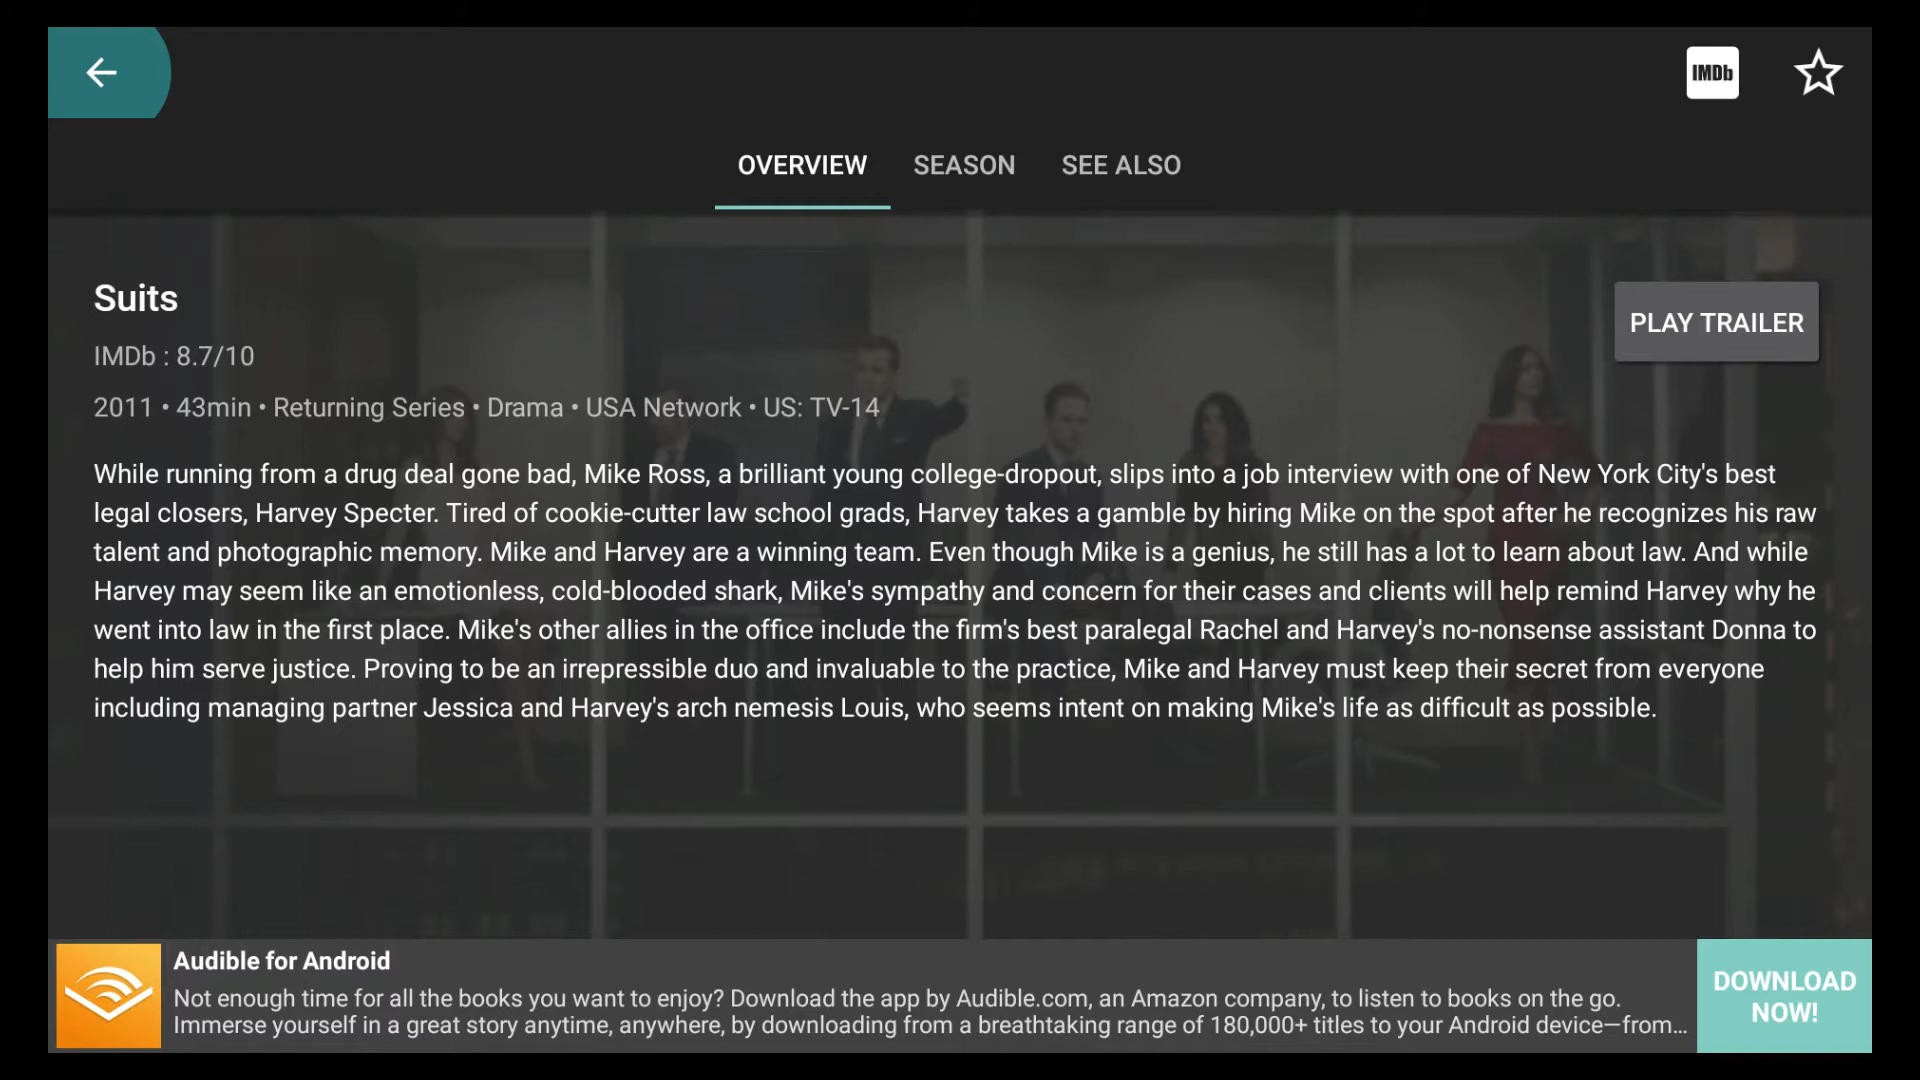 IMDb
OVERVIEW SEASON SEE ALSO
Suits
PLAY TRAILER
IMDb : 8.7/10
2011 • 43min • Returning Series • Drama • USA Network • US: TV-14
While running from a drug deal gone bad, Mike Ross, a brilliant young college-dropout, slips into a job interview with one of New York City's best
legal closers, Harvey Specter. Tired of cookie-cutter law school grads, Harvey takes a gamble by hiring Mike on the spot after he recognizes his raw
talent and photographic memory. Mike and Harvey are a winning team. Even though Mike is a genius, he still has a lot to learn about law. And while
Harvey may seem like an emotionless, cold-blooded shark, Mike's sympathy and concern for their cases and clients will help remind Harvey why he
went into law in the first place. Mike's other allies in the office include the firm's best paralegal Rachel and Harvey's no-nonsense assistant Donna to
help him serve justice. Proving to be an irrepressible duo and invaluable to the practice, Mike and Harvey must keep their secret from everyone
including managing partner Jessica and Harvey's arch nemesis Louis, who seems intent on making Mike's life as difficult as possible.
Audible for Android
Not enough time for all the books you want to enjoy? Download the app by Audible.com, an Amazon company, to listen to books on the go.
Immerse yourself in a great story anytime, anywhere, by downloading from a breathtaking range of 180,000+ titles to your Android device—from...
DOWNLOAD
NOW!